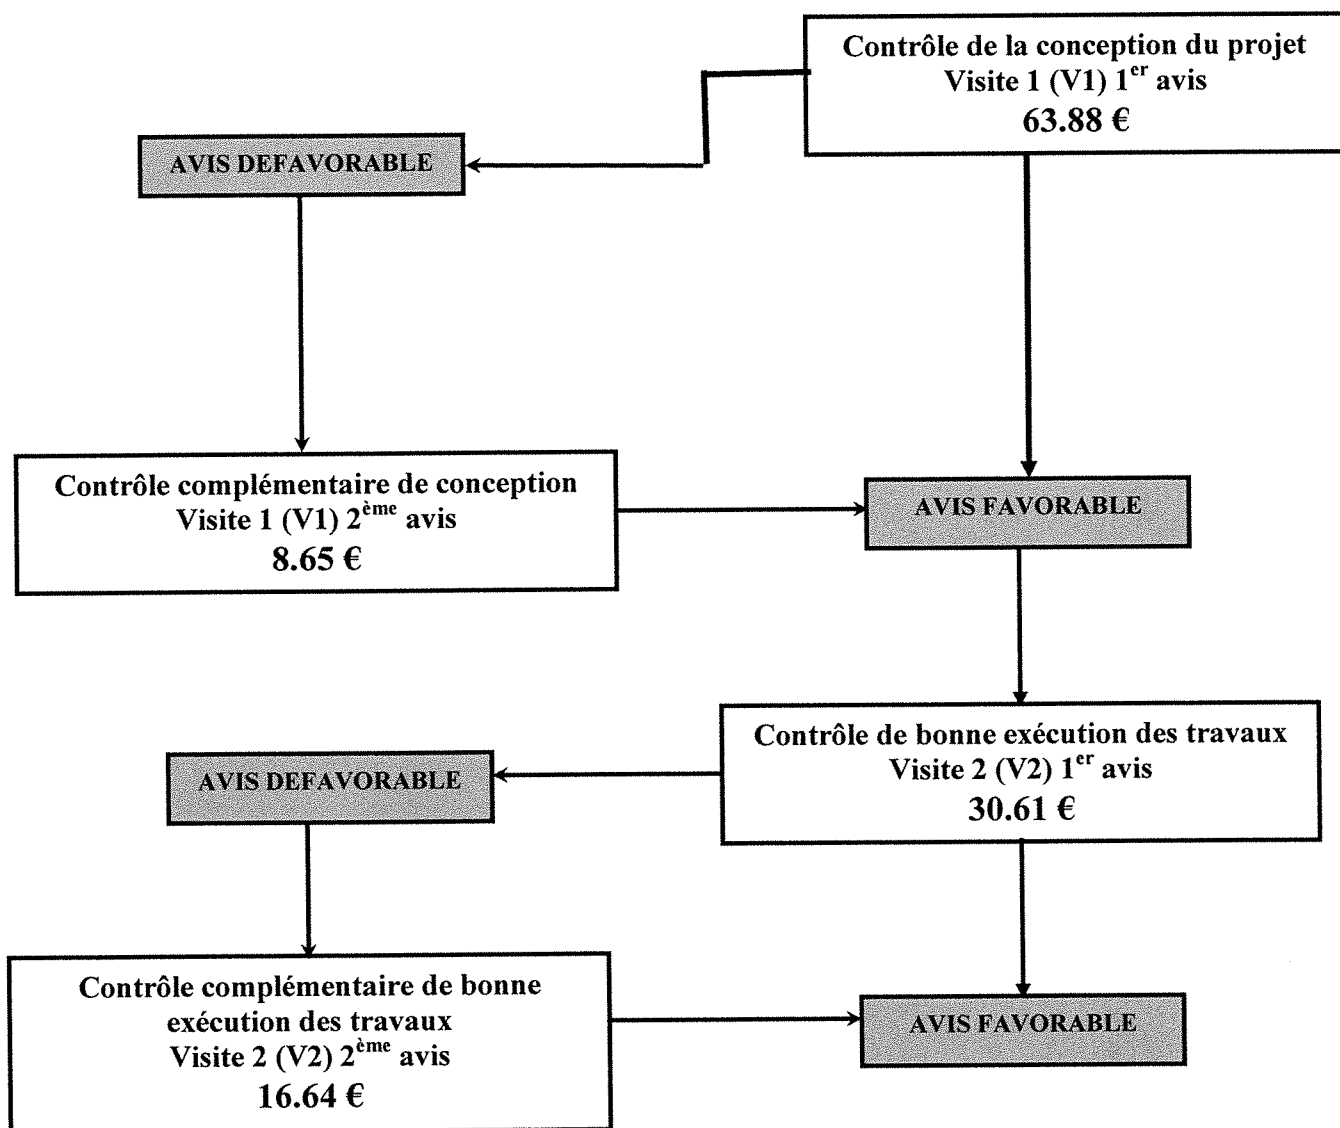 Contrôle de la conception du projet
Visite 1 (V1) 1er avis
63.88 €
AVIS DEFAVORABLE
Contrôle complémentaire de conception
Visite 1 (V1) 2ème avis
8.65 €
AVIS FAVORABLE
Contrôle de bonne exécution des travaux
Visite 2 (V2) 1er avis
30.61 €
AVIS DEFAVORABLE
Contrôle complémentaire de bonne
exécution des travaux
Visite 2 (V2) 2ème avis
16.64 €
AVIS FAVORABLE